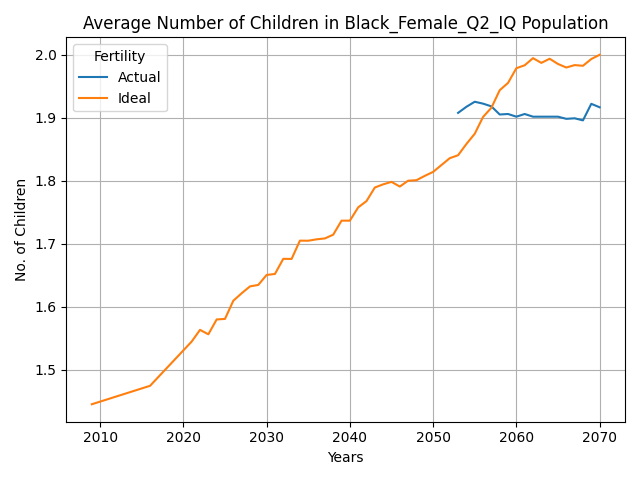 Average Number of Children in Black_Female_Q2_IQ Population
Fertility
Actual
Ideal
2.0
1.9
1.8
1.7
1.6
1.5
No. of Children
2010 2020 2030 2040 2050 2060 2070
Years